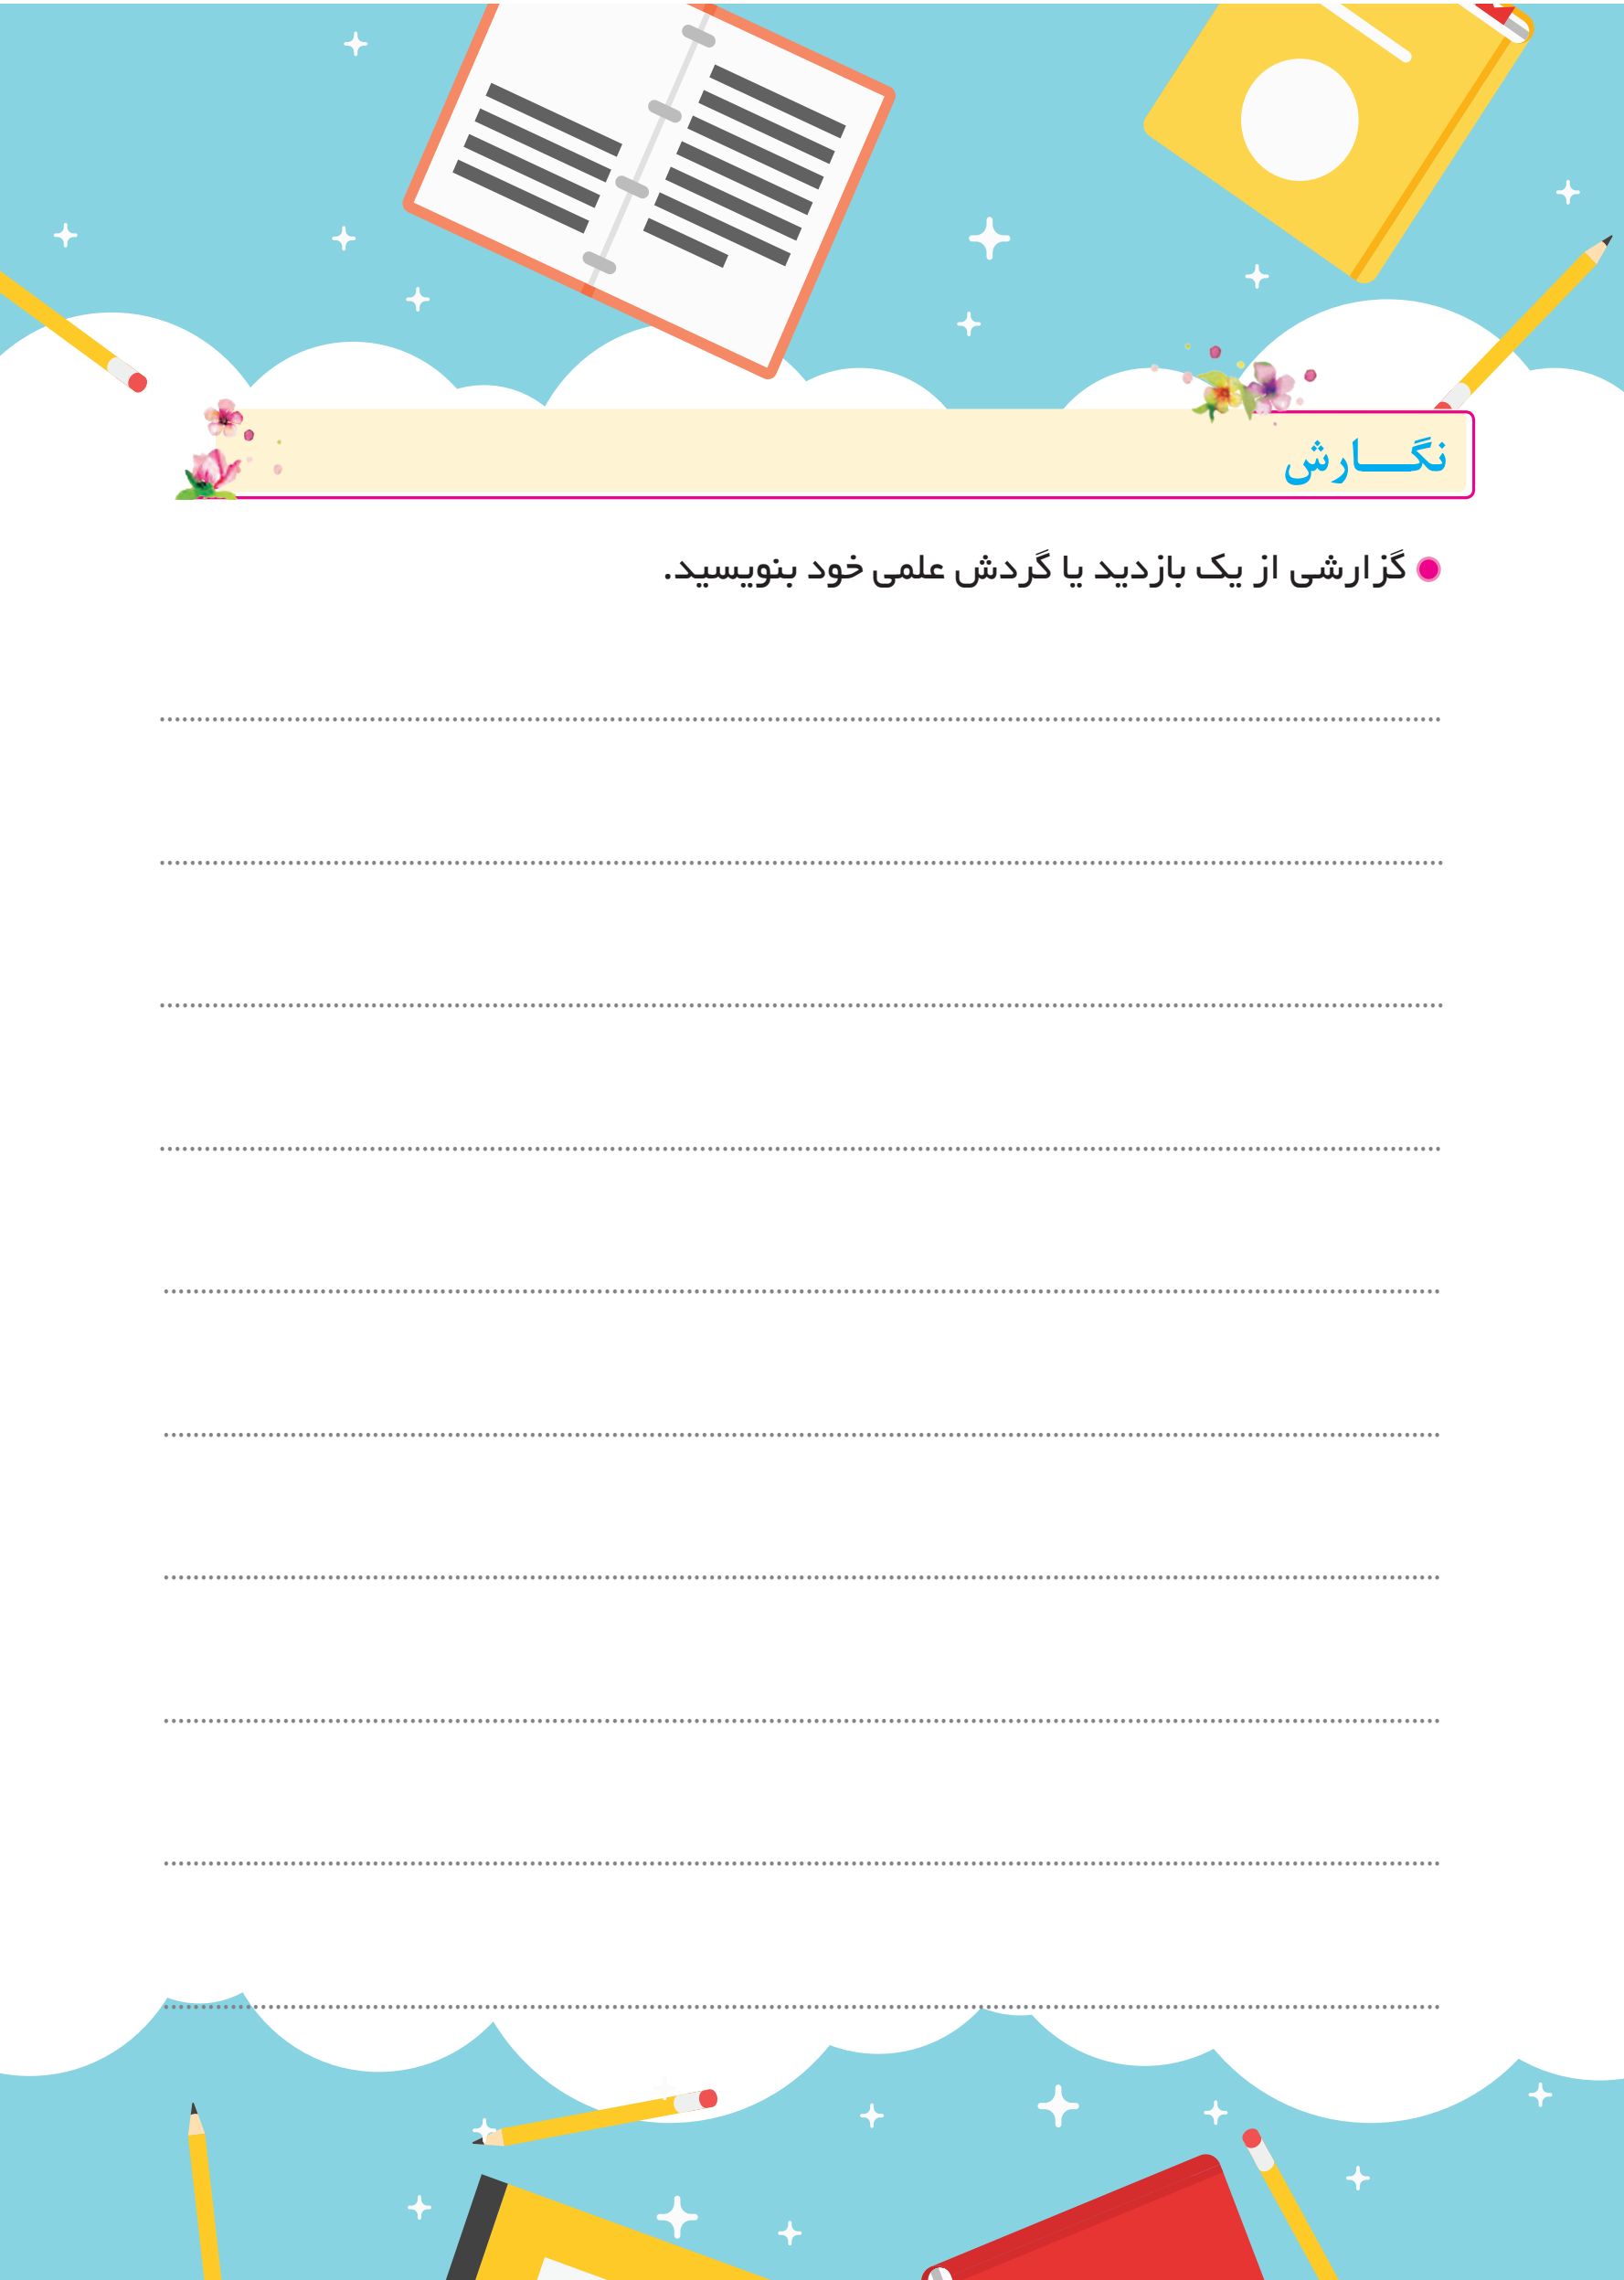 نگـــارش
گزارشی از یک بازدید یا گردش علمی خود بنویسید.